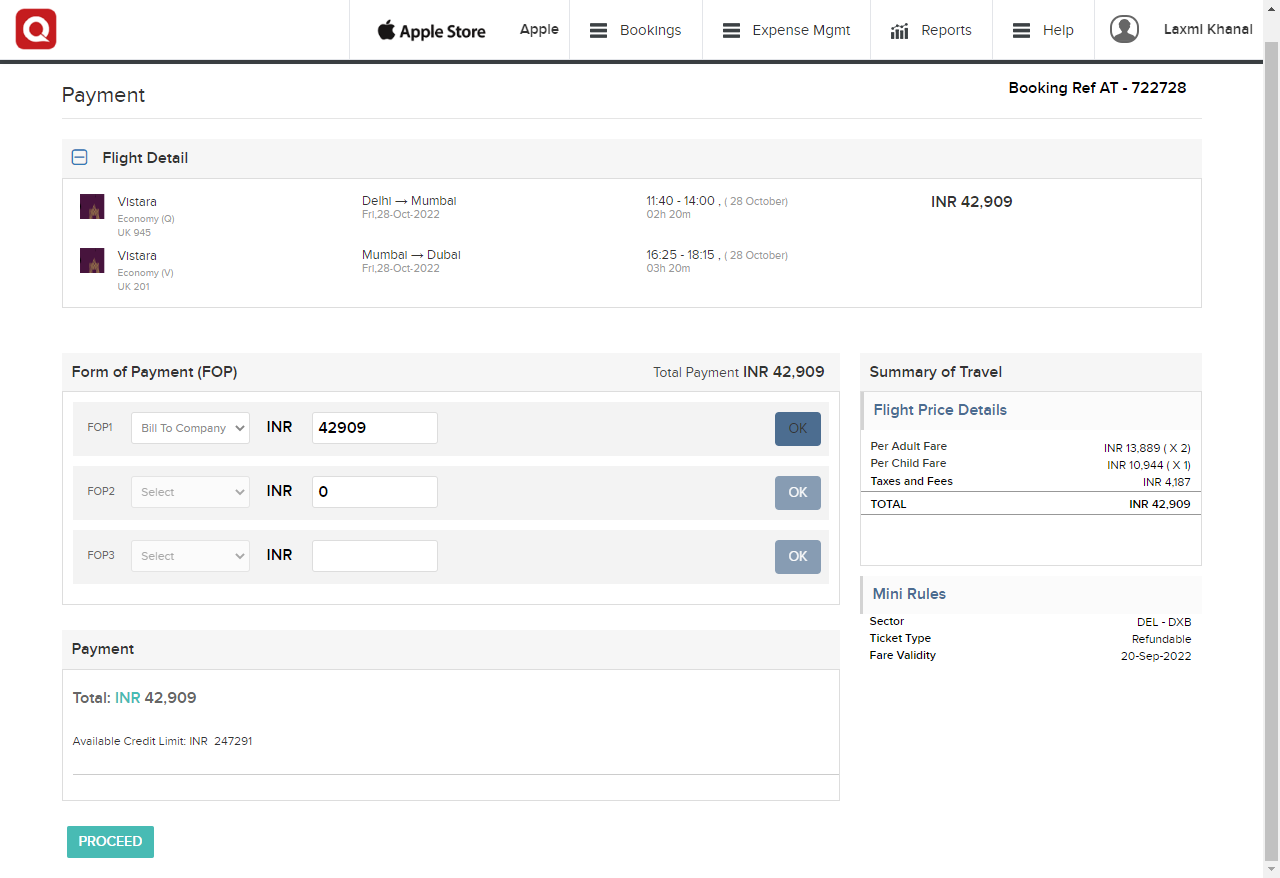 Q
Apple Store
Apple
Bookings
Expense Mgmt
Reports
Help
Laxmi Khanal
Payment
Booking Ref AT - 722728
Flight Detail
Vistara
Economy (Q)
UK 945
Delhi → Mumbai
Fri,28-Oct-2022
11:40 - 14:00 , ( 28 October)
02h 20m
INR 42,909
Vistara
Economy (V)
UK 201
Mumbai → Dubai
Fri,28-Oct-2022
16:25 - 18:15 , ( 28 October)
03h 20m
Form of Payment (FOP)
Total Payment INR 42,909
FOP1 Bill To Company INR 42909 OK
FOP2 Select INR 0 OK
FOP3 Select INR OK
Payment
Total: INR 42,909
Available Credit Limit: INR 247291
PROCEED
Summary of Travel
Flight Price Details
Per Adult Fare INR 13,889 ( X 2)
Per Child Fare INR 10,944 ( X 1)
Taxes and Fees INR 4,187
TOTAL INR 42,909
Mini Rules
Sector DEL - DXB
Ticket Type Refundable
Fare Validity 20-Sep-2022